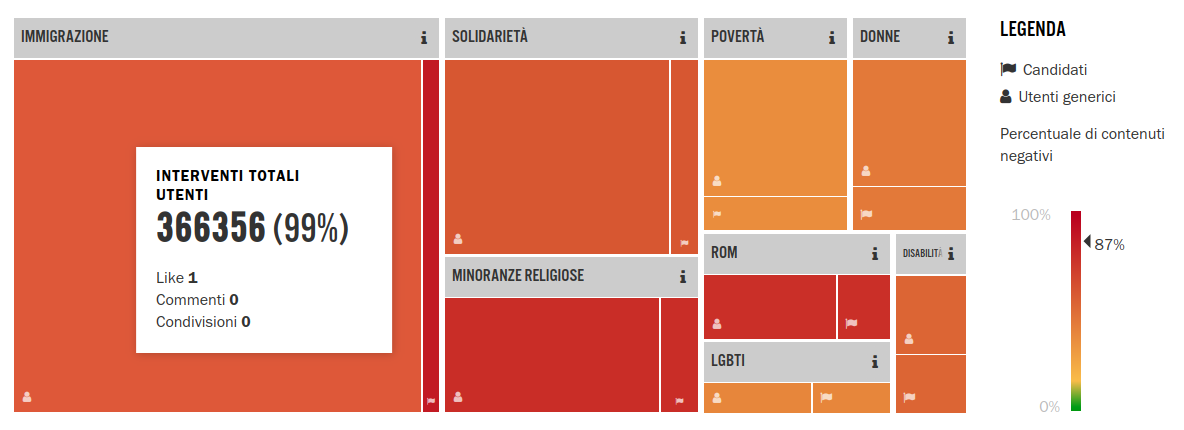 IMMIGRAZIONE
SOLIDARIETÀ
POVERTÀ
DONNE
INTERVENTI TOTALI
UTENTI
366356 (99%)
Like 1
Commenti 0
Condivisioni 0
MINORANZE RELIGIOSE
ROM
DISABILITÀ
LGBTI
LEGENDA
Candidati
Utenti generici
Percentuale di contenuti
negativi
100%
87%
0%